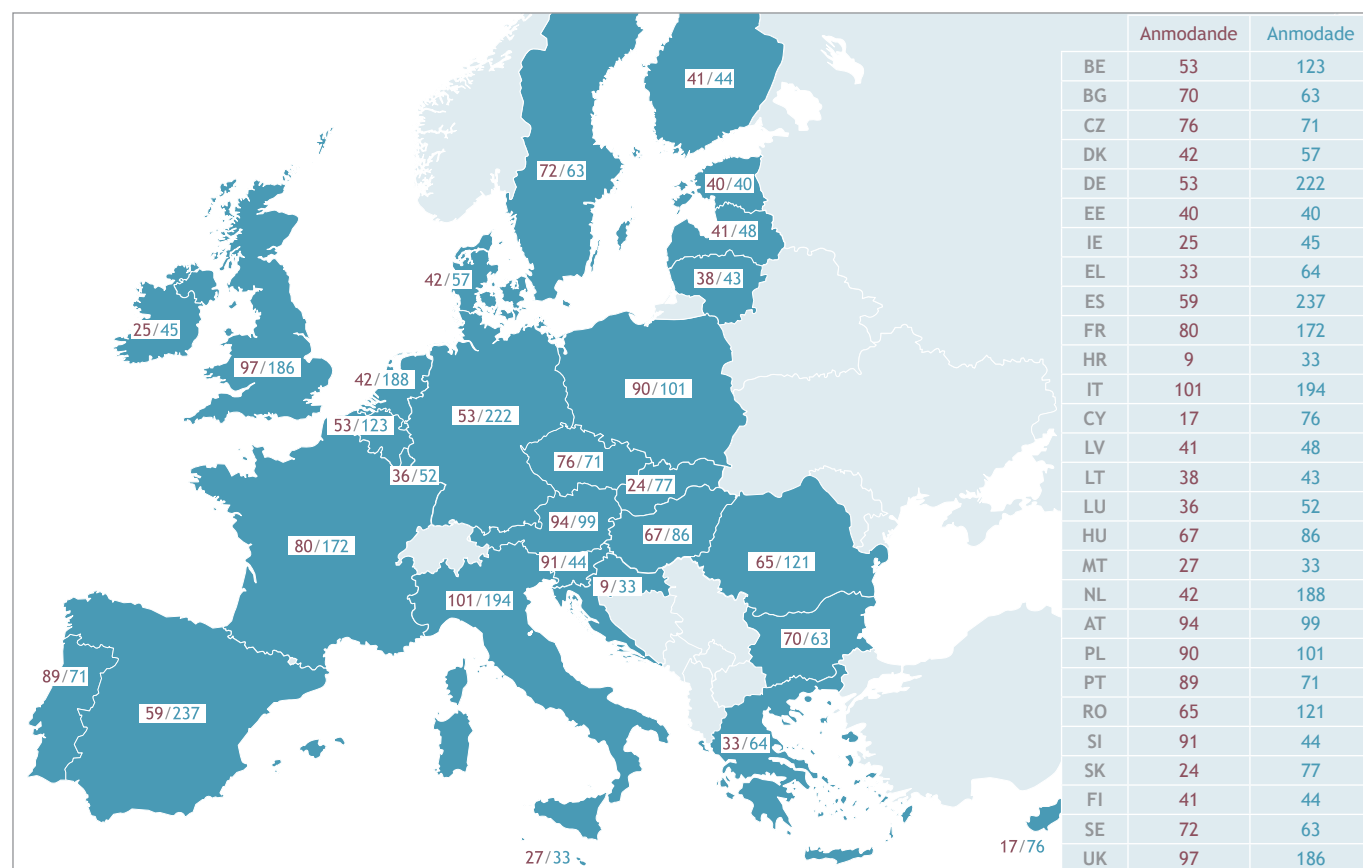 41/44
72/63
40/40
41/48
42/57
38/43
25/45
97/186
42/188
90/101
53/222
53/123
76/71
36/52
24/77
94/99
67/86
80/172
91/44
65/121
9/33
101/194
70/63
89/71
59/237
33/64
17/76
27/33
Anmodande Anmodade
BE 53 123
BG 70 63
CZ 76 71
DK 42 57
DE 53 222
EE 40 40
IE 25 45
EL 33 64
ES 59 237
FR 80 172
HR 9 33
IT 101 194
CY 17 76
LV 41 48
LT 38 43
LU 36 52
HU 67 86
MT 27 33
NL 42 188
AT 94 99
PL 90 101
PT 89 71
RO 65 121
SI 91 44
SK 24 77
FI 41 44
SE 72 63
UK 97 186